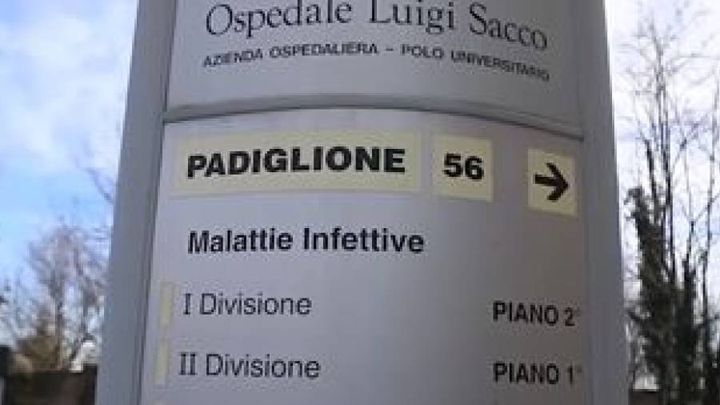 Ospedale Luigi Sacco
AZIENDA OSPEDALIERA – POLO UNIVERSITARIO
PADIGLIONE 56 →
Malattie Infettive
I Divisione PIANO 2°
II Divisione PIANO 1°